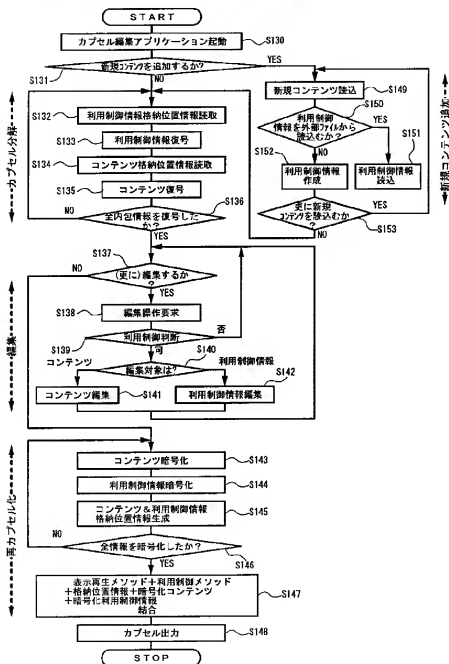 START
カプセル編集アプリケーション起動
S130
新規コンテンツを追加するか?
S131
YES
NO
利用制御情報格納位置情報読取
S132
利用制御情報復号
S133
コンテンツ格納位置情報読取
S134
コンテンツ復号
S135
全内包情報を復号した
か?
S136
NO
YES
カプセル分解
新規コンテンツ読込
S149
利用制御
情報を外部ファイルから
読込むか?
S150
YES
NO
S151
利用制御情報
読込
S152
利用制御情報
作成
更に新規
コンテンツを読込むか
?
YES
S153
NO
新規コンテンツ追加
S137
(更に)編集するか
?
NO
YES
S138
編集操作要求
否
S139
利用制御判断
可
S140
コンテンツ
編集対象は?
利用制御情報
コンテンツ編集
S141
利用制御情報編集
S142
編集
コンテンツ暗号化
S143
利用制御情報暗号化
S144
コンテンツ&利用制御情報
格納位置情報生成
S145
全情報を暗号化したか?
NO
S146
YES
表示再生メソッド+利用制御メソッド
+格納位置情報+暗号化コンテンツ
+暗号化利用制御情報
結合
S147
カプセル出力
S148
再カプセル化
STOP